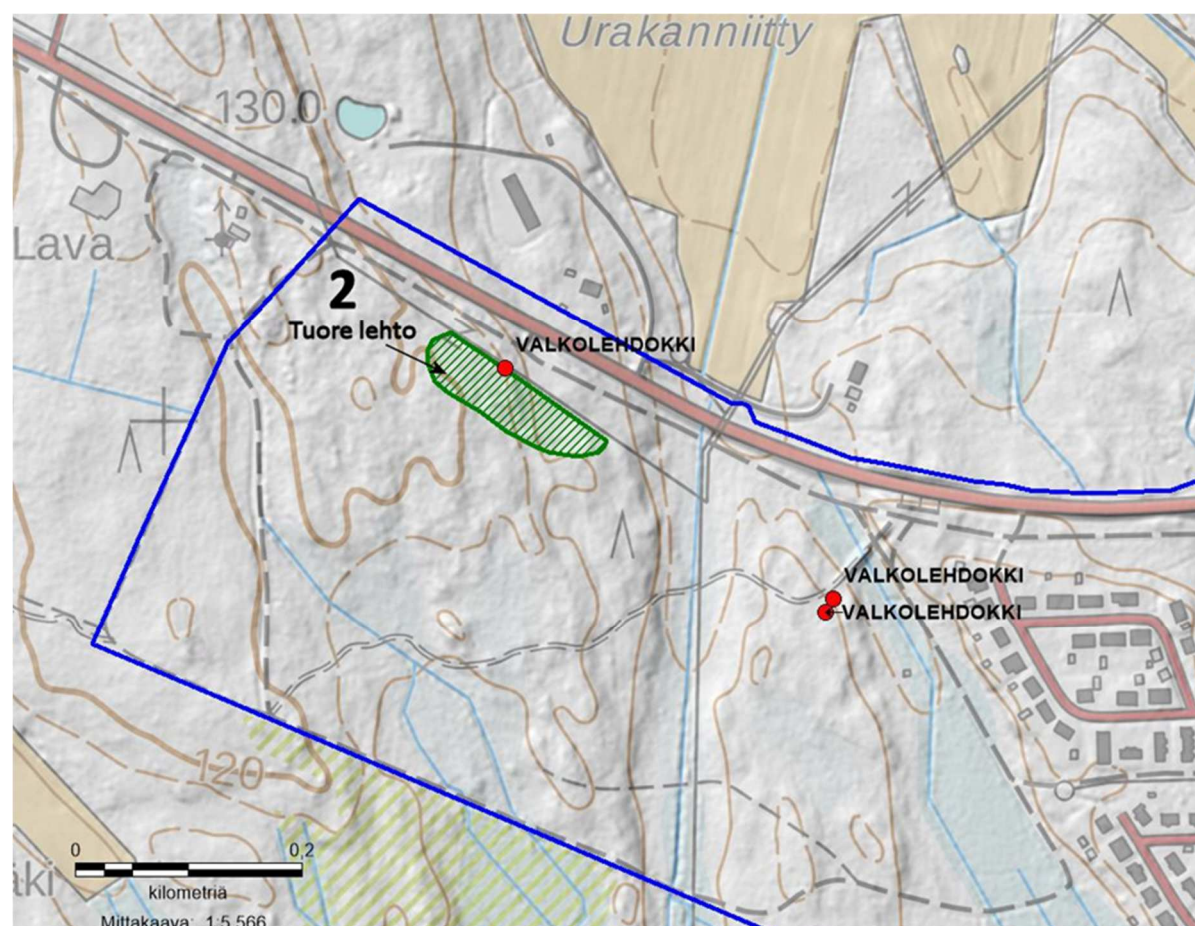 Urakanniitty
130.0
Lava
2
Tuore lehto
VALKOLEHDOKKI
VALKOLEHDOKKI
VALKOLEHDOKKI
120
0
0,2
kilometriä
äki
Mittakaava: 1:5 566